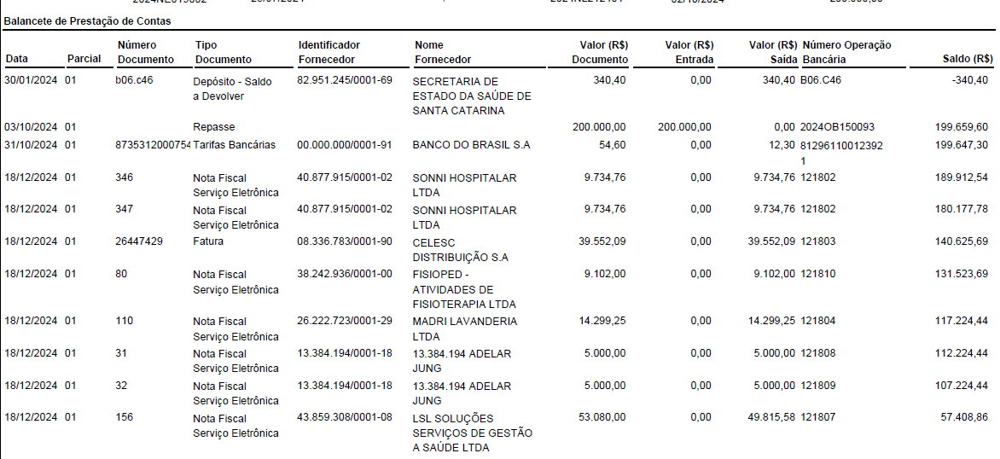 Balancete de Prestação de Contas
Número Tipo Identificador Nome Valor (R$) Valor (R$) Valor (R$) Número Operação
Data Parcial Documento Documento Fornecedor Fornecedor Documento Entrada Saída Bancária Saldo (R$)
30/01/2024 01 b06.c46 Depósito - Saldo 82.951.245/0001-69 SECRETARIA DE 340,40 0,00 340,40 B06.C46 -340,40
a Devolver ESTADO DA SAÚDE DE
SANTA CATARINA
03/10/2024 01 Repasse 200.000,00 200.000,00 0,00 2024OB150093 199.659,60
31/10/2024 01 8735312000754 Tarifas Bancárias 00.000.000/0001-91 BANCO DO BRASIL S.A 54,60 0,00 12,30 81296110012392 199.647,30
1
18/12/2024 01 346 Nota Fiscal 40.877.915/0001-02 SONNI HOSPITALAR 9.734,76 0,00 9.734,76 121802 189.912,54
Serviço Eletrônica LTDA
18/12/2024 01 347 Nota Fiscal 40.877.915/0001-02 SONNI HOSPITALAR 9.734,76 0,00 9.734,76 121802 180.177,78
Serviço Eletrônica LTDA
18/12/2024 01 26447429 Fatura 08.336.783/0001-90 CELESC 39.552,09 0,00 39.552,09 121803 140.625,69
DISTRIBUIÇÃO S.A
18/12/2024 01 80 Nota Fiscal 38.242.936/0001-00 FISIOPED - 9.102,00 0,00 9.102,00 121810 131.523,69
Serviço Eletrônica ATIVIDADES DE
FISIOTERAPIA LTDA
18/12/2024 01 110 Nota Fiscal 26.222.723/0001-29 MADRI LAVANDERIA 14.299,25 0,00 14.299,25 121804 117.224,44
Serviço Eletrônica LTDA
18/12/2024 01 31 Nota Fiscal 13.384.194/0001-18 13.384.194 ADELAR 5.000,00 0,00 5.000,00 121808 112.224,44
Serviço Eletrônica JUNG
18/12/2024 01 32 Nota Fiscal 13.384.194/0001-18 13.384.194 ADELAR 5.000,00 0,00 5.000,00 121809 107.224,44
Serviço Eletrônica JUNG
18/12/2024 01 156 Nota Fiscal 43.859.308/0001-08 LSL SOLUÇÕES 53.080,00 0,00 49.815,58 121807 57.408,86
Serviço Eletrônica SERVIÇOS DE GESTÃO
A SAÚDE LTDA